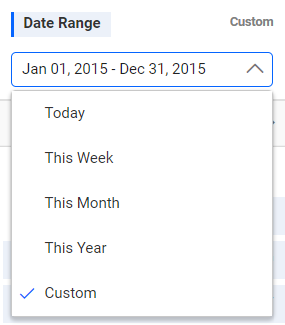 Date Range
Custom
Jan 01, 2015 - Dec 31, 2015
Today
This Week
This Month
This Year
Custom